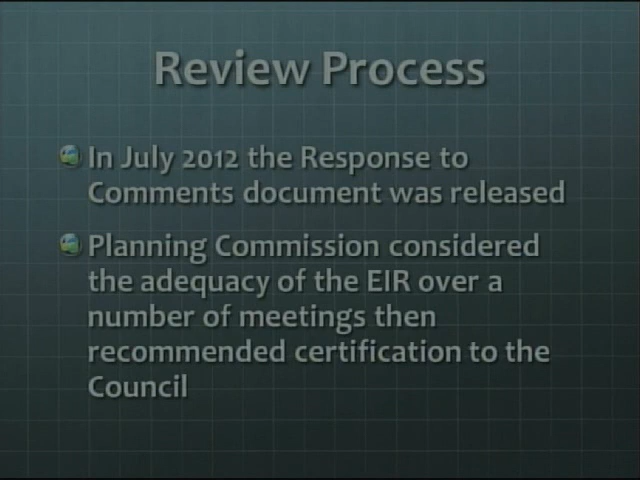 Review Process
In July 2012 the Response to
Comments document was released
Planning Commission considered
the adequacy of the EIR over a
number of meetings then
recommended certification to the
Council